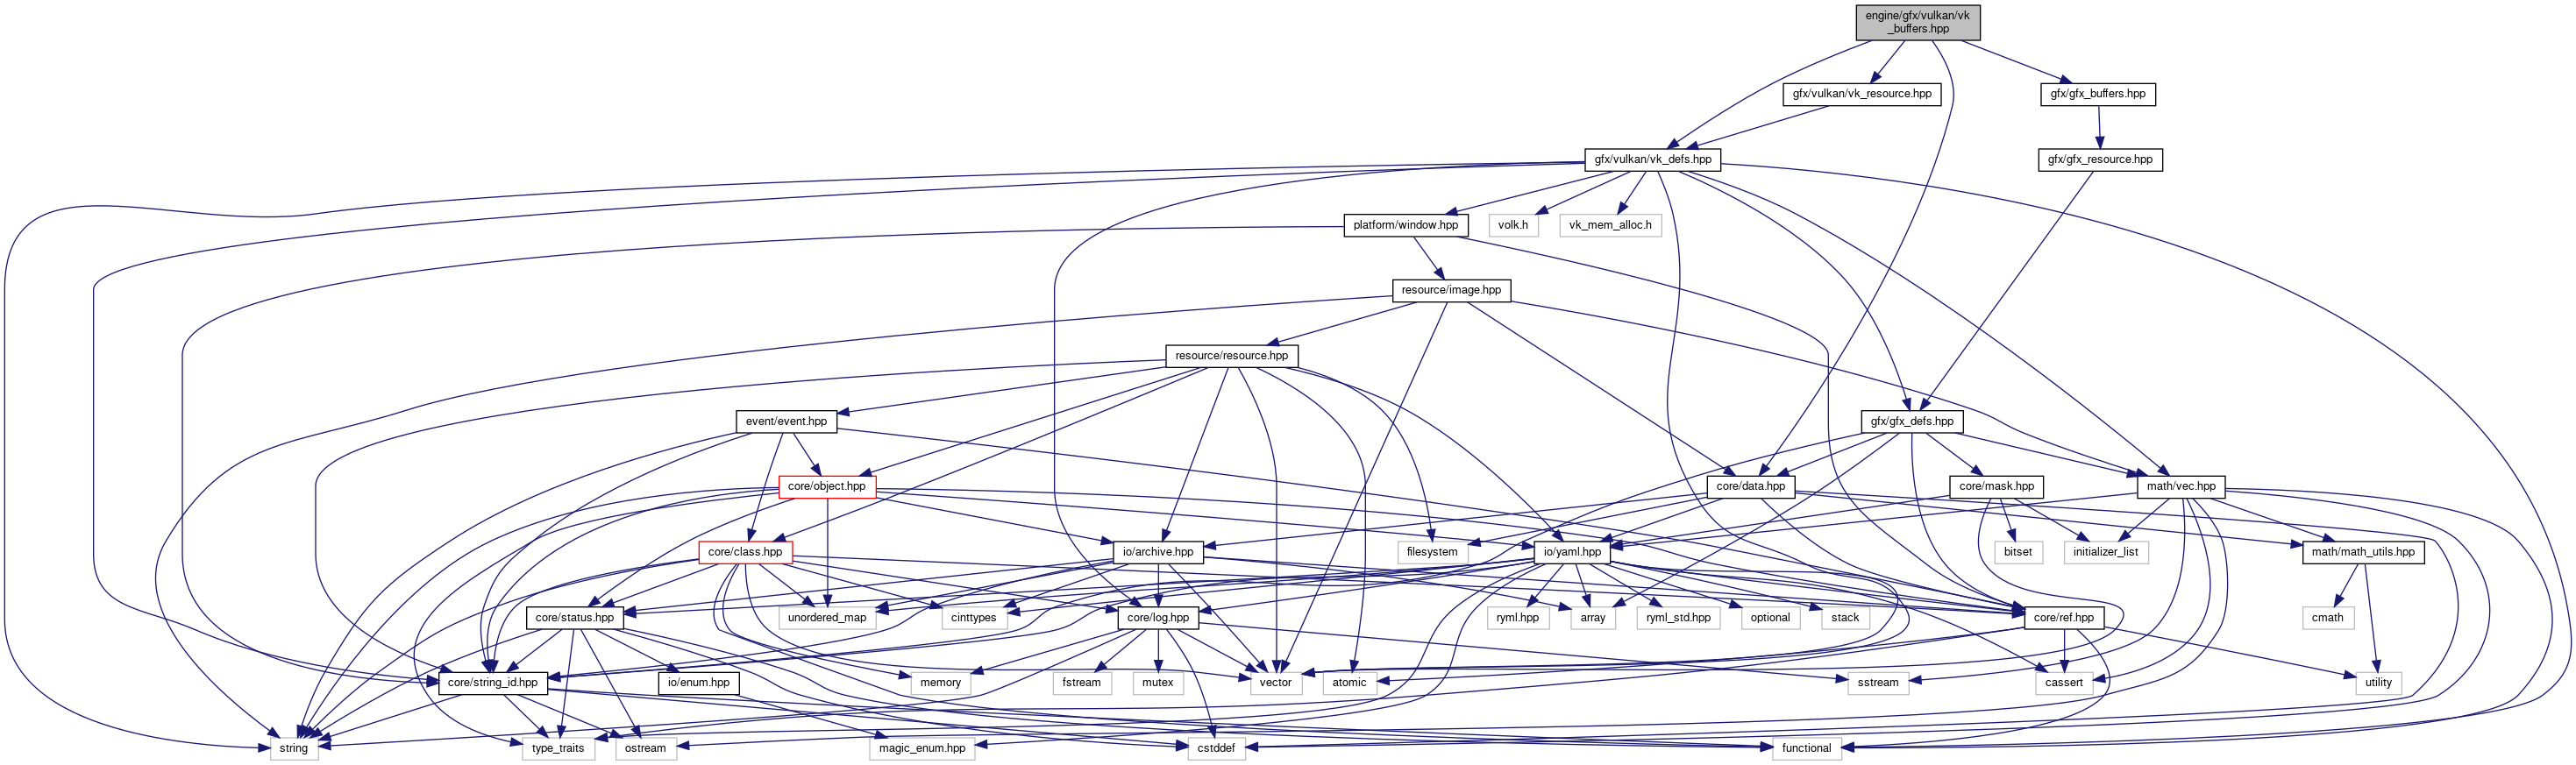 engine/gfx/vulkan/vk
_buffers.hpp
gfx/vulkan/vk_resource.hpp
gfx/gfx_buffers.hpp
gfx/vulkan/vk_defs.hpp
gfx/gfx_resource.hpp
platform/window.hpp
volk.h
vk_mem_alloc.h
resource/image.hpp
resource/resource.hpp
event/event.hpp
gfx/gfx_defs.hpp
core/object.hpp
core/data.hpp
core/mask.hpp
math/vec.hpp
core/class.hpp
io/archive.hpp
filesystem
io/yaml.hpp
bitset
initializer_list
math/math_utils.hpp
core/status.hpp
unordered_map
cinttypes
core/log.hpp
ryml.hpp
array
ryml_std.hpp
optional
stack
core/ref.hpp
cmath
core/string_id.hpp
io/enum.hpp
memory
fstream
mutex
vector
atomic
sstream
cassert
utility
string
type_traits
ostream
magic_enum.hpp
cstddef
functional